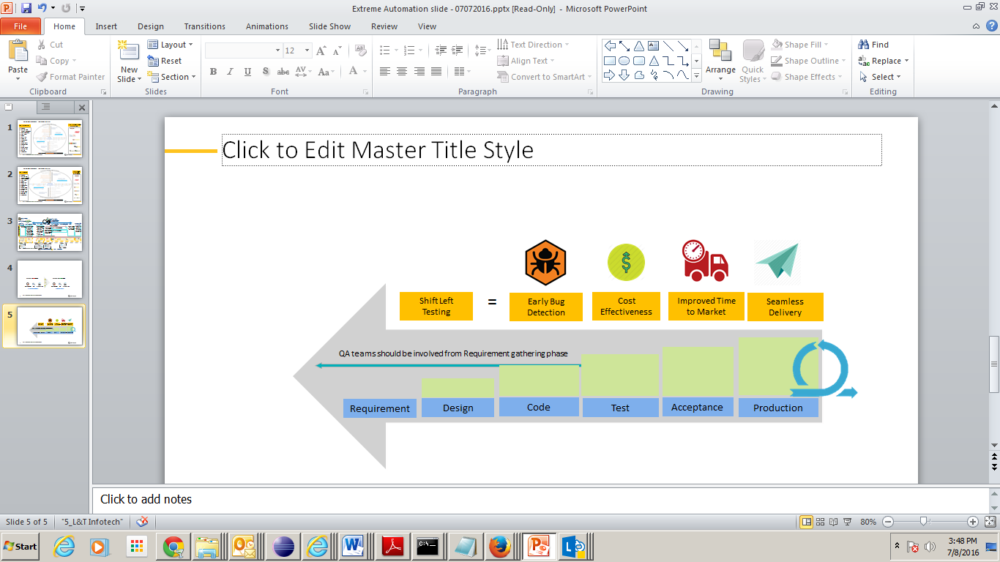 Extreme Automation slide - 07072016.pptx [Read-Only] - Microsoft PowerPoint
File Home Insert Design Transitions Animations Slide Show Review View
Paste
Cut
Copy
Format Painter
Clipboard
New
Slide
Layout
Reset
Section
Slides
12
B I U S abc AV Aa A
Font
Text Direction
Align Text
Convert to SmartArt
Paragraph
Arrange
Quick
Styles
Shape Fill
Shape Outline
Shape Effects
Drawing
Find
Replace
Select
Editing
1
2
3
4
5
Click to Edit Master Title Style
Shift Left
Testing
=
Early Bug
Detection
Cost
Effectiveness
Improved Time
to Market
Seamless
Delivery
QA teams should be involved from Requirement gathering phase
Requirement Design Code Test Acceptance Production
Click to add notes
Slide 5 of 5 "5_L&T Infotech" 80%
Start
3:48 PM
7/8/2016